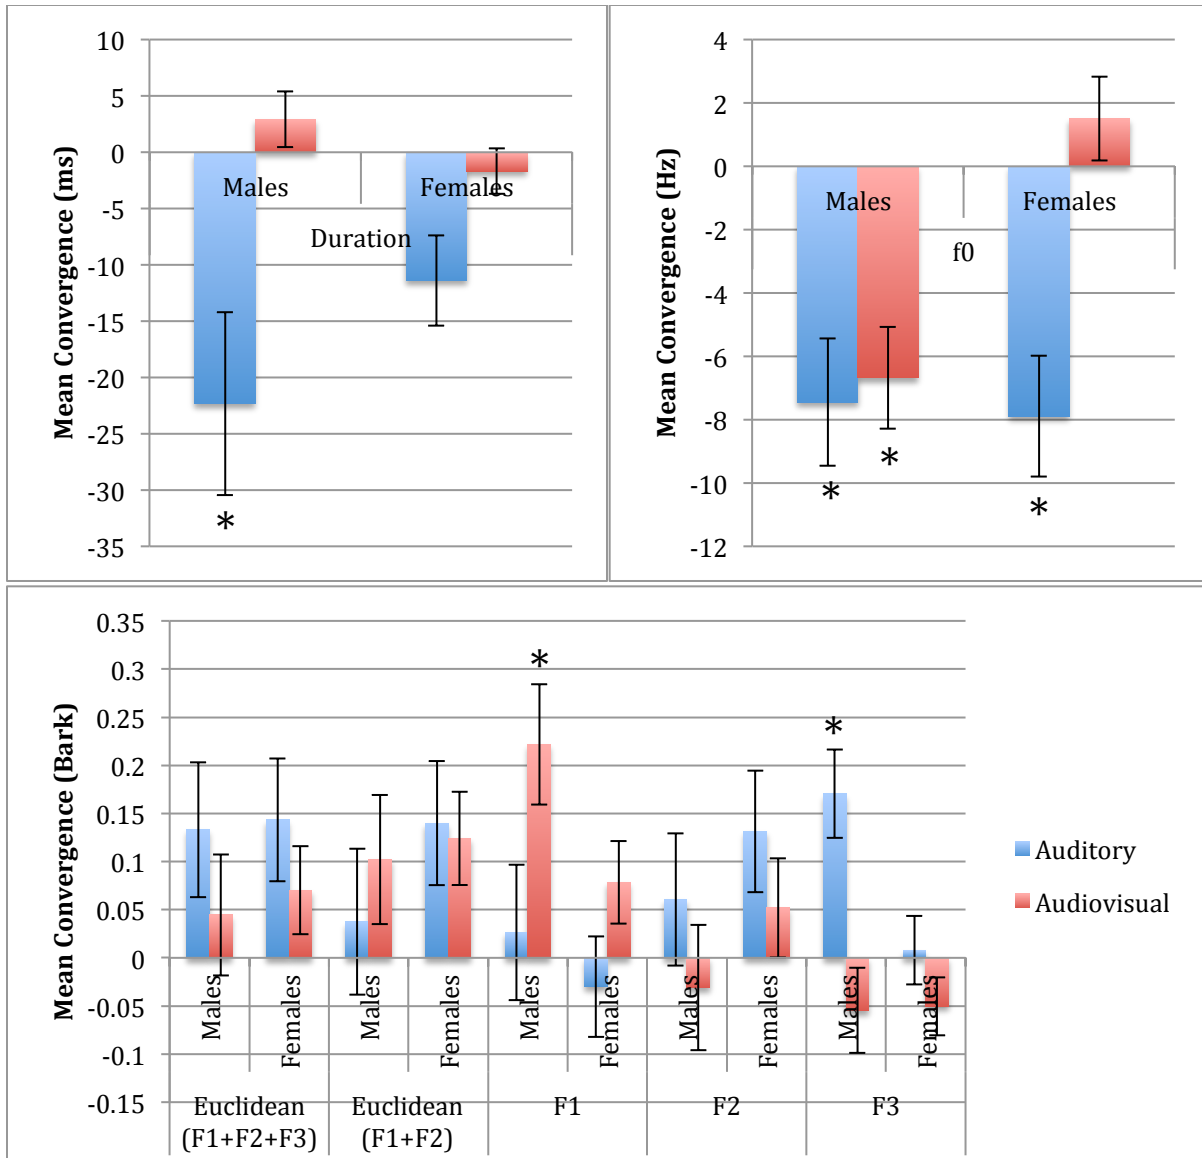 10
5
0
-5
-10
-15
-20
-25
-30
-35
Mean Convergence (ms)
Males
Females
Duration
*
4
2
0
-2
-4
-6
-8
-10
-12
Mean Convergence (Hz)
Males
Females
f0
*
*
*
0.35
0.3
0.25
0.2
0.15
0.1
0.05
0
-0.05
-0.1
-0.15
Mean Convergence (Bark)
*
*
Males
Females
Males
Females
Males
Females
Males
Females
Males
Females
Euclidean
(F1+F2+F3)
Euclidean
(F1+F2)
F1
F2
F3
Auditory
Audiovisual